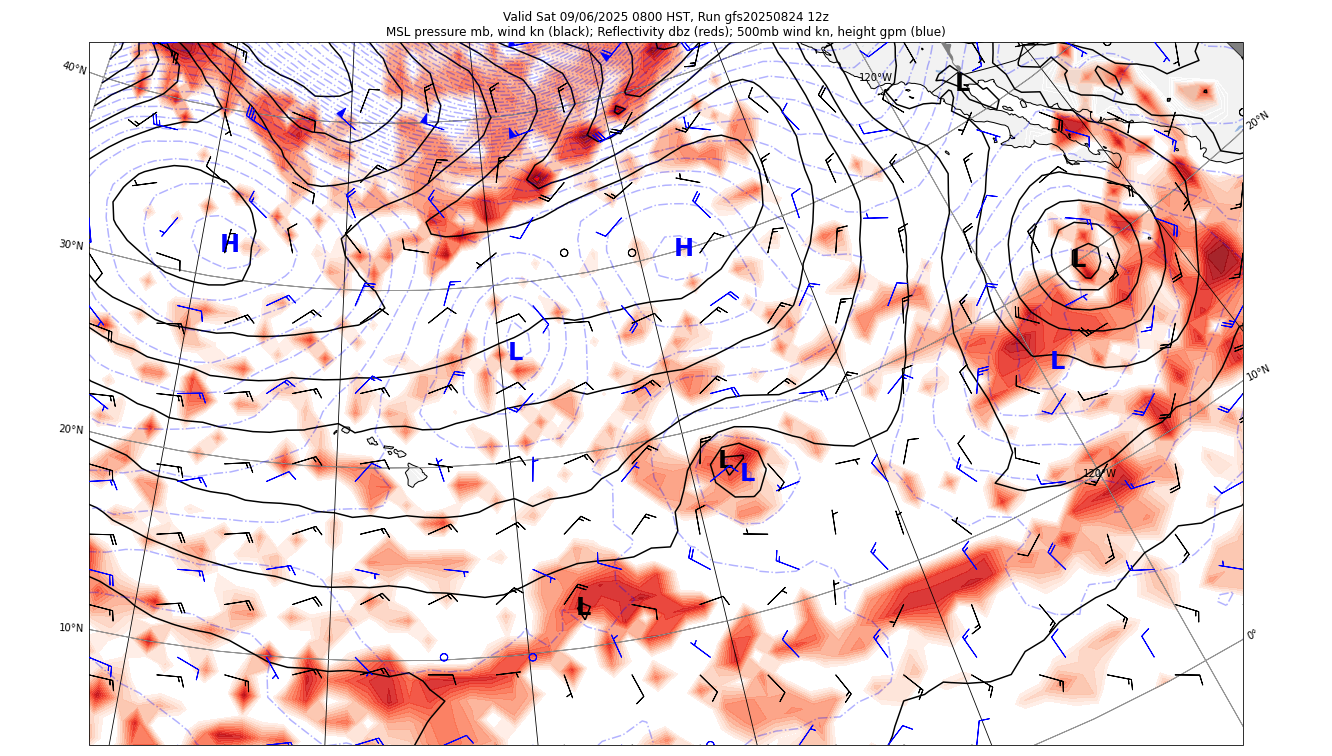 Valid Sat 09/06/2025 0800 HST, Run gfs20250824 12z
MSL pressure mb, wind kn (black); Reflectivity dbz (reds); 500mb wind kn, height gpm (blue)
40°N
120°W
L
20°N
H
H
L
30°N
L
L
10°N
20°N
L
L
120°W
L
10°N
0°